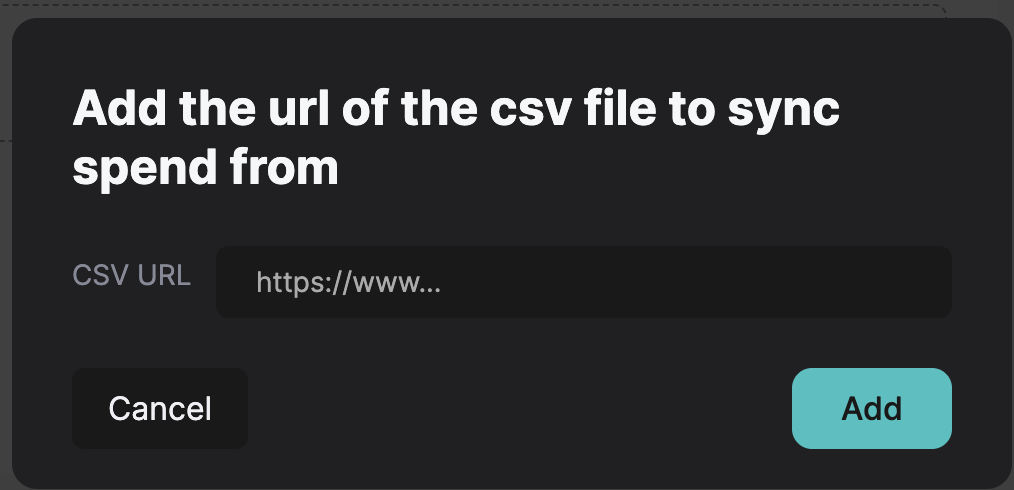 Add the url of the csv file to sync
spend from
CSV URL
https://www...
Cancel
Add